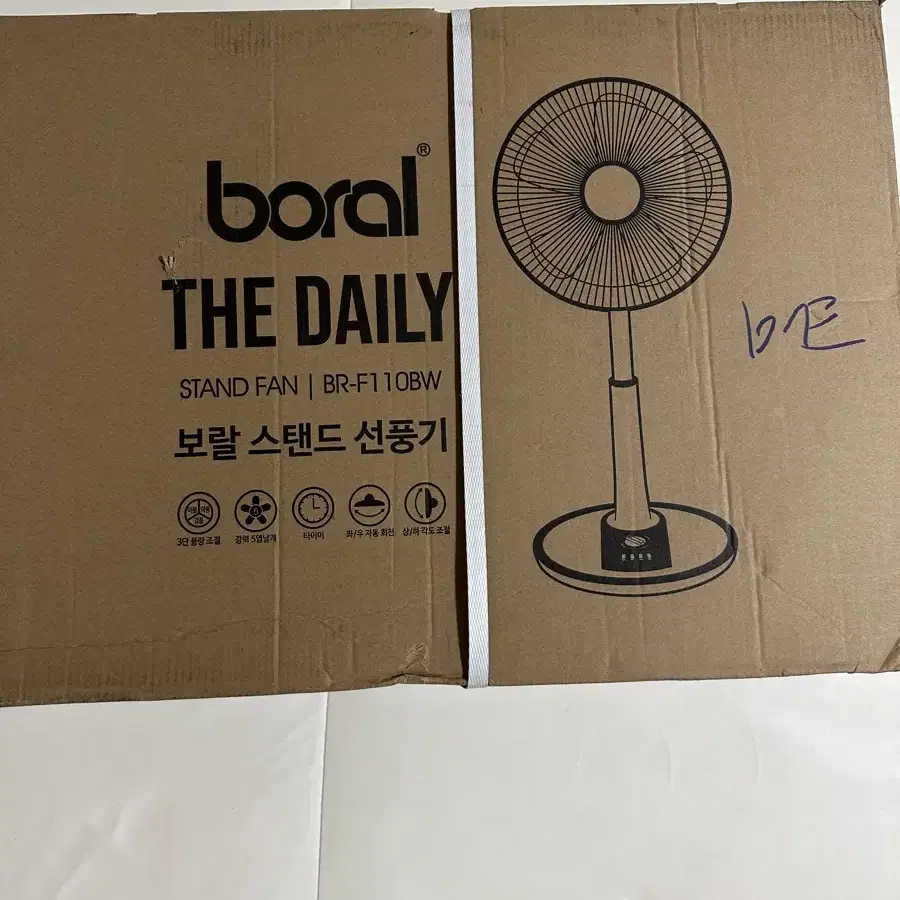 boral®
THE DAILY
STAND FAN | BR-F110BW
보랄 스탠드 선풍기
3단 풍량 조절 강력 5엽날개 타이머 좌/우 자동 회전 상/하 각도 조절